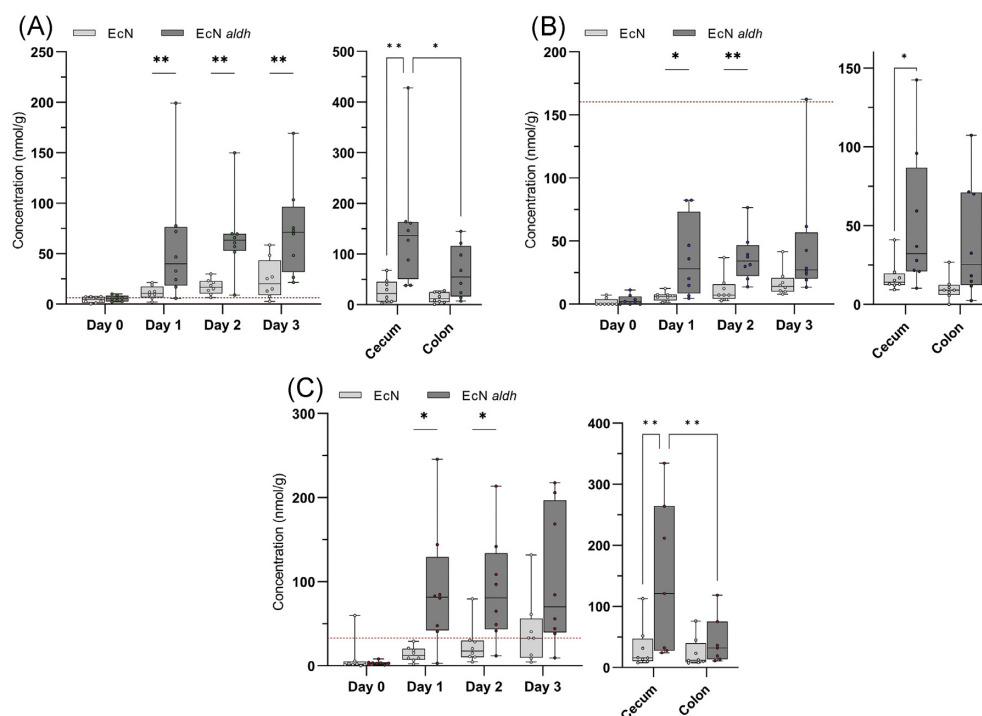 (A)
EcN EcN aldh
Concentration (nmol/g)
250
200
150
100
50
0
** ** **
Day 0 Day 1 Day 2 Day 3
500
400
300
200
100
0
** *
Cecum Colon
(B)
EcN EcN aldh
Concentration (nmol/g)
200
150
100
50
0
* **
Day 0 Day 1 Day 2 Day 3
150
100
50
0
*
Cecum Colon
(C)
EcN EcN aldh
Concentration (nmol/g)
300
200
100
0
* *
Day 0 Day 1 Day 2 Day 3
400
300
200
100
0
** **
Cecum Colon